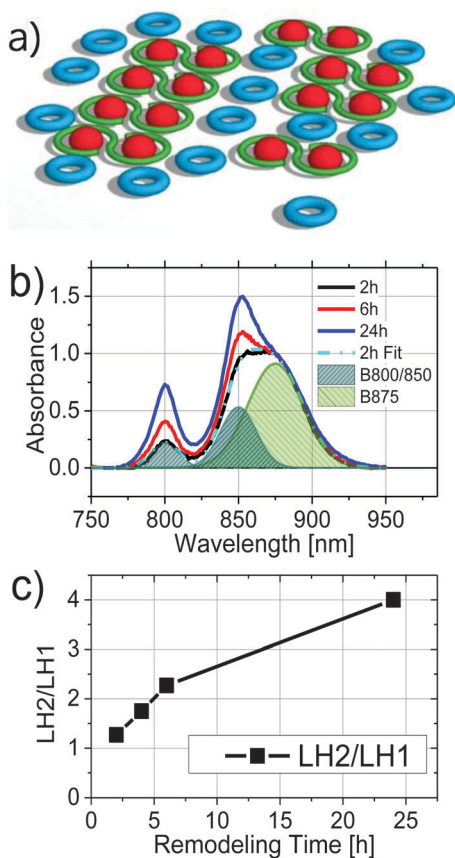 a)
b)
1.5
1.0
0.5
0.0
Absorbance
2h
6h
24h
2h Fit
B800/850
B875
750 800 850 900 950
Wavelength [nm]
c)
4
3
2
1
0
LH2/LH1
LH2/LH1
0 5 10 15 20 25
Remodeling Time [h]